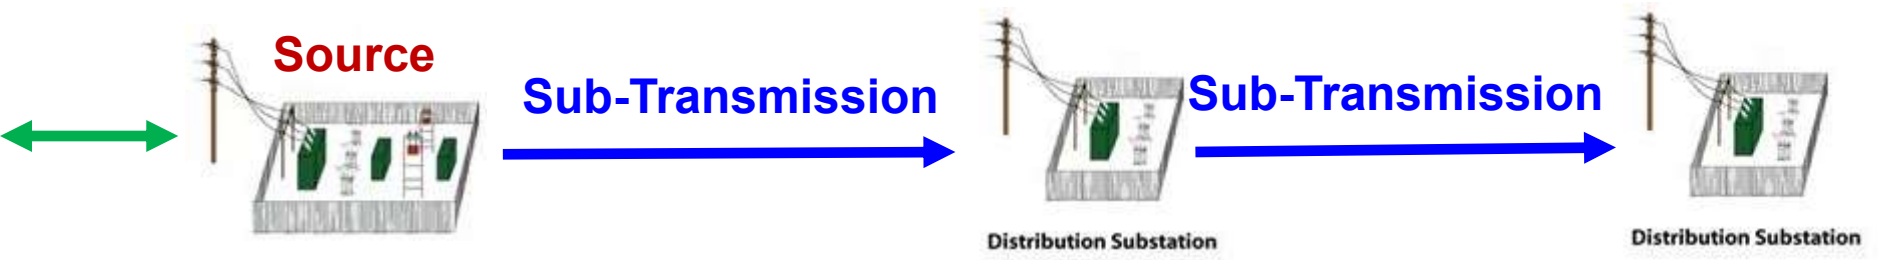 Source
Sub-Transmission
Sub-Transmission
Distribution Substation
Distribution Substation